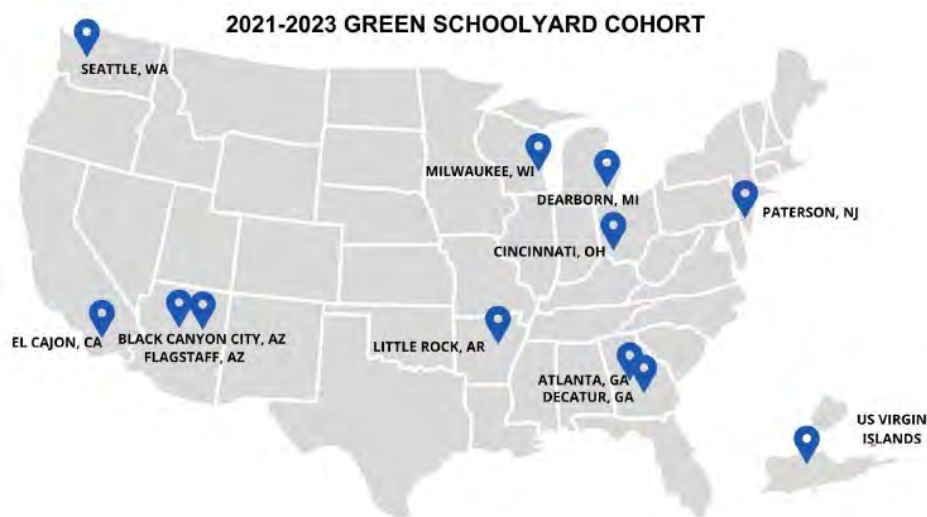 2021-2023 GREEN SCHOOLYARD COHORT
SEATTLE, WA
MILWAUKEE, WI
DEARBORN, MI
PATERSON, NJ
CINCINNATI, OH
EL CAJON, CA
BLACK CANYON CITY, AZ
FLAGSTAFF, AZ
LITTLE ROCK, AR
ATLANTA, GA
DECATUR, GA
US VIRGIN
ISLANDS